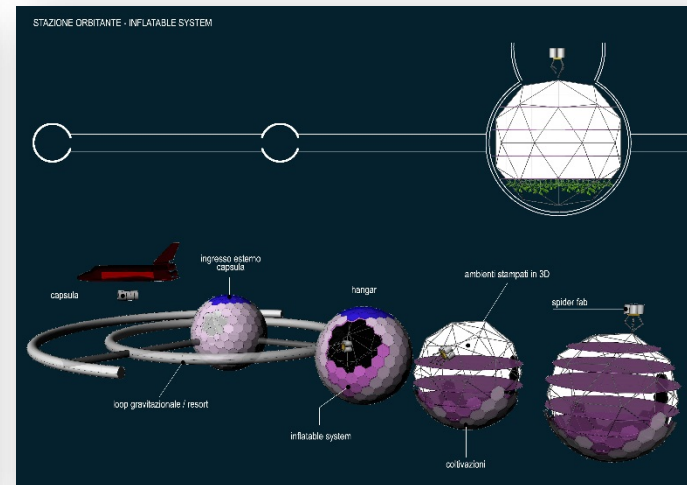 STAZIONE ORBITANTE - INFLATABLE SYSTEM
ingresso esterno
capsula
capsula
hangar
ambienti stampati in 3D
spider fab
loop gravitazionale / resort
inflatable system
coltivazioni